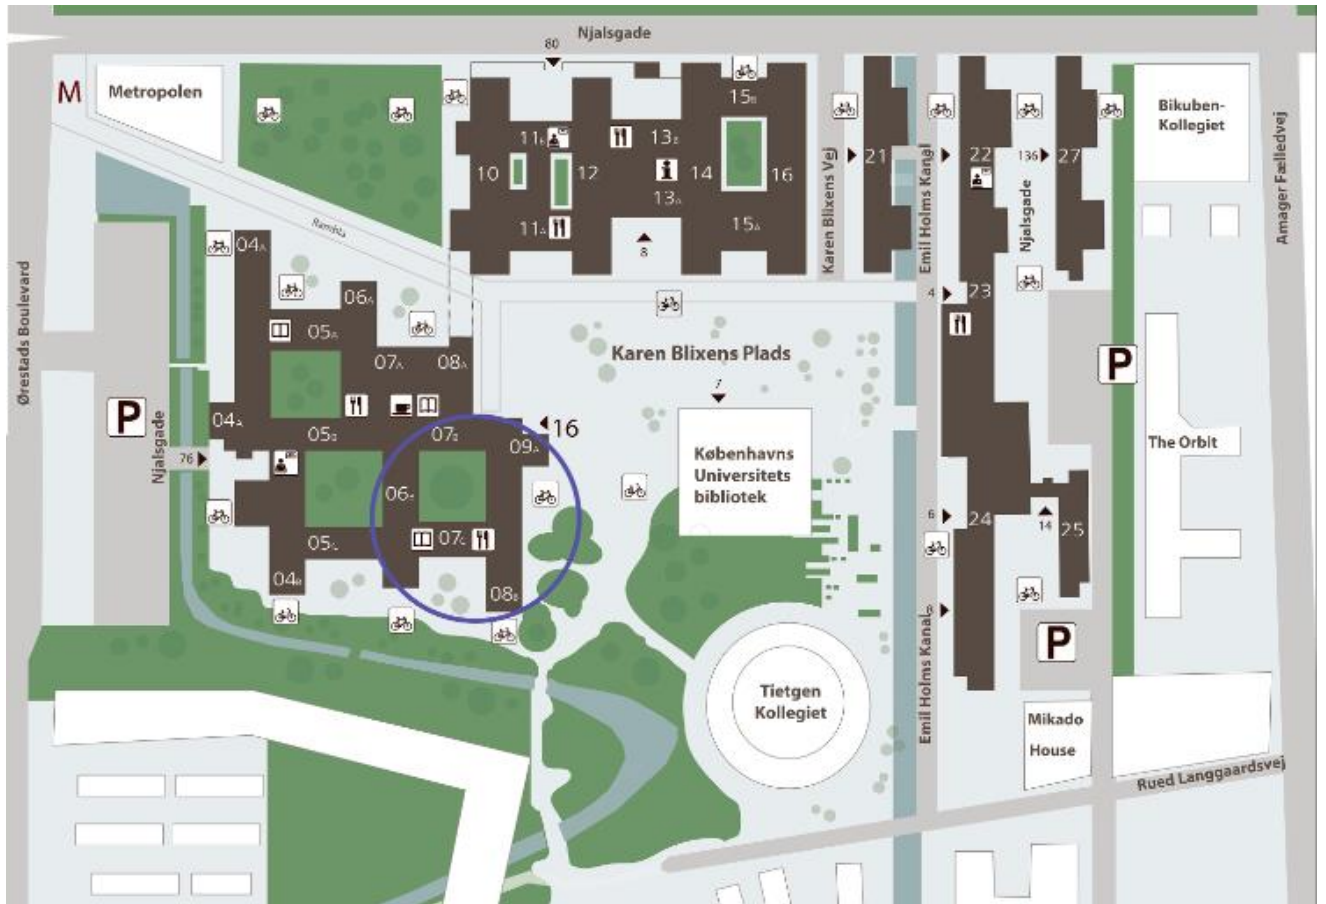 Njalsgade
80
M
Metropolen
15B
Bikuben-
Kollegiet
11B
13B
10
12
14
16
21
22
136
27
13A
11A
15A
8
Karen Blixens Vej
Emil Holms Kanal
Njalsgade
Amager Fælledvej
Rambla
04A
06A
05A
07A
08A
4
23
Karen Blixens Plads
7
P
Ørestads Boulevard
P
04A
05B
07B
09A
16
Københavns
Universitets
bibliotek
The Orbit
Njalsgade
76
06B
05C
07C
04B
08B
6
24
14
25
8
P
Emil Holms Kanal
Tietgen
Kollegiet
Mikado
House
Rued Langgaardsvej